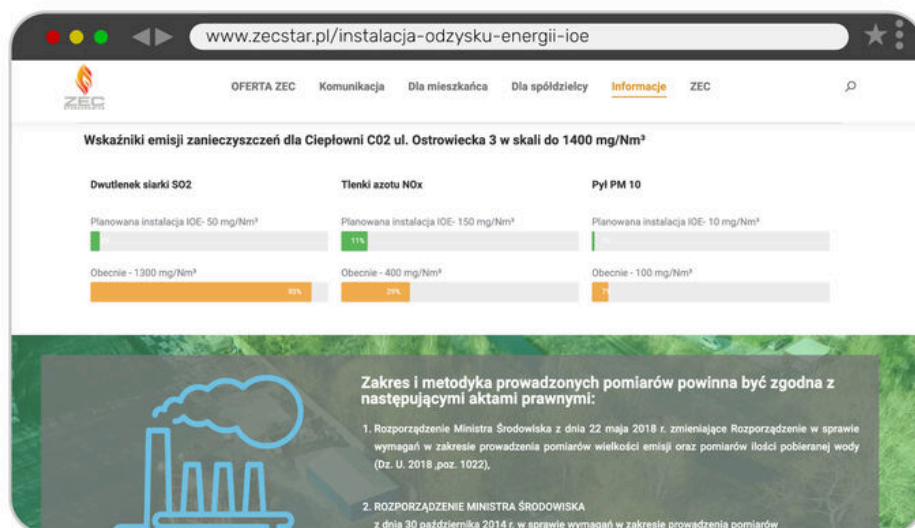 www.zecstar.pl/instalacja-odzysku-energii-ioe
ZEC
OFERTA ZEC Komunikacja Dla mieszkańca Dla spółdzielcy Informacje ZEC
Wskaźniki emisji zanieczyszczeń dla Ciepłowni C02 ul. Ostrowiecka 3 w skali do 1400 mg/Nm³
Dwutlenek siarki SO2
Planowana instalacja IOE- 50 mg/Nm³
Obecnie - 1300 mg/Nm³
93%
Tlenki azotu NOx
Planowana instalacja IOE- 150 mg/Nm³
11%
Obecnie - 400 mg/Nm³
29%
Pył PM 10
Planowana instalacja IOE- 10 mg/Nm³
Obecnie - 100 mg/Nm³
7%
Zakres i metodyka prowadzonych pomiarów powinna być zgodna z
następującymi aktami prawnymi:
1. Rozporządzenie Ministra Środowiska z dnia 22 maja 2018 r. zmieniające Rozporządzenie w sprawie
wymagań w zakresie prowadzenia pomiarów wielkości emisji oraz pomiarów ilości pobieranej wody
(Dz. U. 2018 ,poz. 1022),
2. ROZPORZĄDZENIE MINISTRA ŚRODOWISKA
z dnia 30 października 2014 r. w sprawie wymagań w zakresie prowadzenia pomiarów